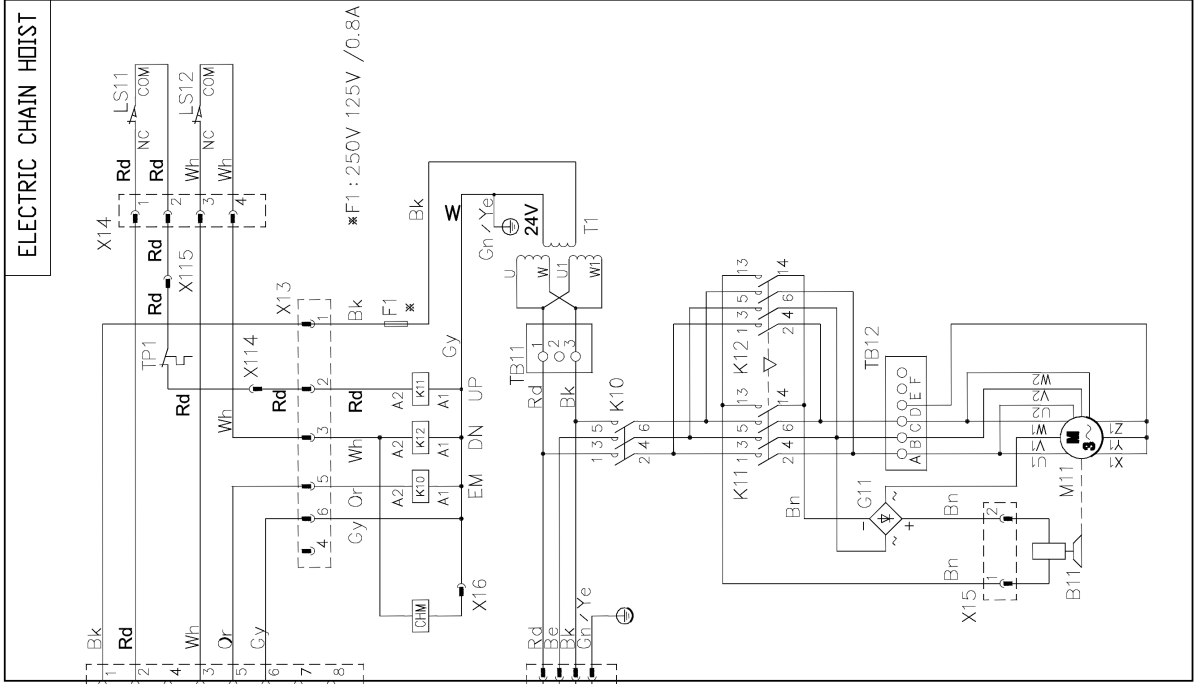 ELECTRIC CHAIN HOIST
LS11
COM
LS12
COM
NC
NC
Rd
Rd
Wh
Wh
X14
1
2
3
4
Rd
Rd
X115
※F1 : 250V 125V /0.8A
TP1
X114
X13
Rd
Rd
Wh
1
2
3
5
6
4
Bk
F1
※
Bk
W
Gn/Ye
24V
T1
U
W
U1
W1
Gy
Rd
Wh
Or
Gy
A2
K11
A1
UP
A2
K12
A1
DN
A2
K10
A1
EM
CHM
X16
TB11
1
2
3
Rd
Bk
K10
1 3 5
2 4 6
K12
1 3 5
13
2 4 6
14
K11
1 3 5
13
2 4 6
14
TB12
A B C D E F
Bn
G11
-
+
~
~
Bn
Bn
X15
1
2
B11
M11
M
3~
U1
V1
W1
U2
V2
W2
X1
Y1
Z1
Bk
Rd
Wh
Or
Gy
1
2
4
3
5
6
7
8
Rd
Be
Bk
Gn/Ye